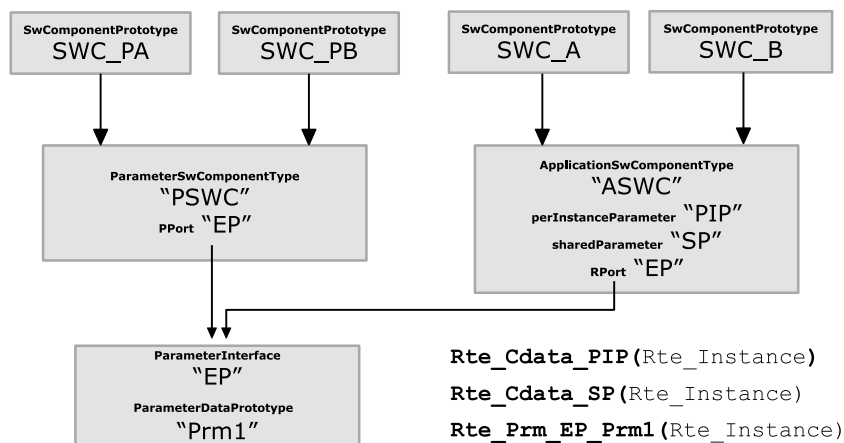 SwComponentPrototype
SWC_PA
SwComponentPrototype
SWC_PB
SwComponentPrototype
SWC_A
SwComponentPrototype
SWC_B
ParameterSwComponentType
“PSWC”
PPort “EP”
ApplicationSwComponentType
“ASWC”
perInstanceParameter “PIP”
sharedParameter “SP”
RPort “EP”
ParameterInterface
“EP”
ParameterDataPrototype
“Prm1”
Rte_Cdata_PIP(Rte_Instance)
Rte_Cdata_SP(Rte_Instance)
Rte_Prm_EP_Prm1(Rte_Instance)